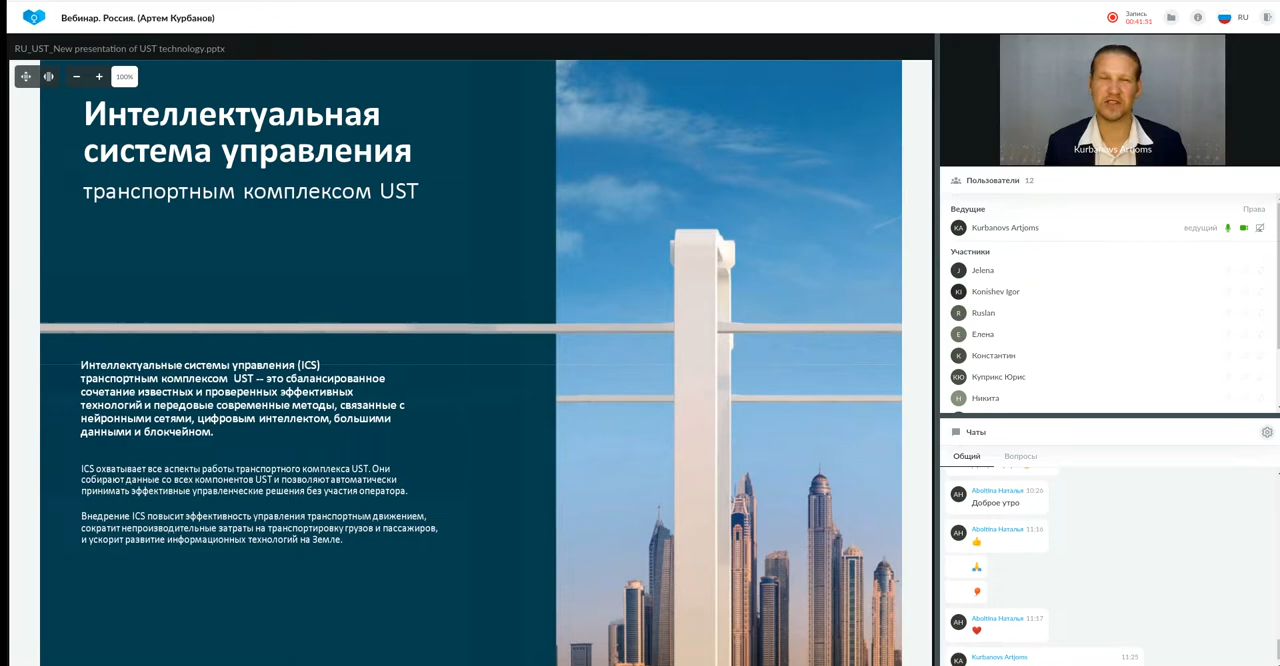 Вебинар. Россия. (Артем Курбанов)
Запись
00:41:51
RU
RU_UST_New presentation of UST technology.pptx
100%
Интеллектуальная
система управления
транспортным комплексом UST
Интеллектуальные системы управления (ICS)
транспортным комплексом UST -- это сбалансированное
сочетание известных и проверенных эффективных
технологий и передовые современные методы, связанные с
нейронными сетями, цифровым интеллектом, большими
данными и блокчейном.
ICS охватывает все аспекты работы транспортного комплекса UST. Они
собирают данные со всех компонентов UST и позволяют автоматически
принимать эффективные управленческие решения без участия оператора.
Внедрение ICS повысит эффективность управления транспортным движением,
сократит непроизводительные затраты на транспортировку грузов и пассажиров,
и ускорит развитие информационных технологий на Земле.
Kurbanovs Artjoms
Пользователи 12
Ведущие Права
KA Kurbanovs Artjoms ведущий
Участники
J Jelena
KI Konishev Igor
R Ruslan
Е Елена
К Константин
КЮ Куприкс Юрис
Н Никита
Чаты
Общий Вопросы
АН Aboltina Наталья 10:26
Доброе утро
АН Aboltina Наталья 11:16
АН Aboltina Наталья 11:17
KA Kurbanovs Artjoms 11:25